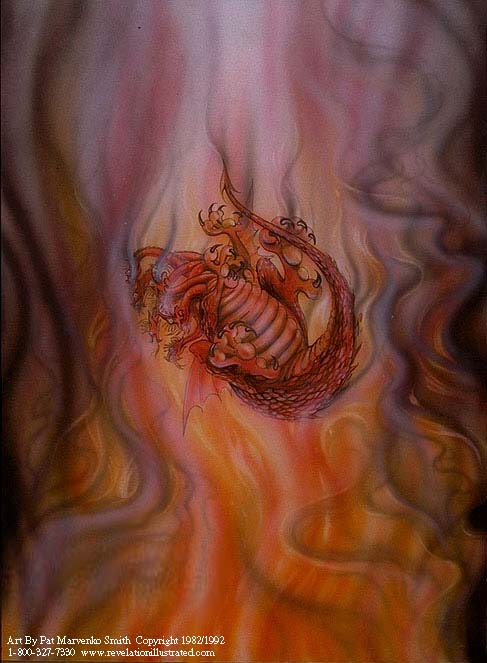 Art By Pat Marvenko Smith  Copyright 1982/1992
1-800-327-7330  www.revelationillustrated.com